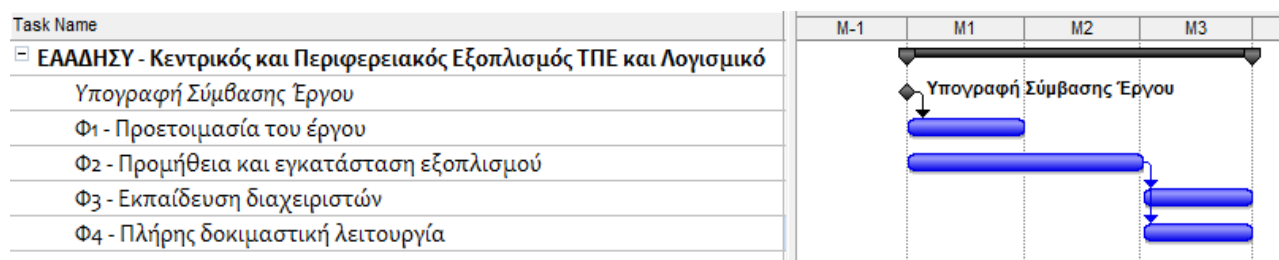 Task Name
M-1 M1 M2 M3
ΕΑΑΔΗΣΥ - Κεντρικός και Περιφερειακός Εξοπλισμός ΤΠΕ και Λογισμικό
Υπογραφή Σύμβασης Έργου
Υπογραφή Σύμβασης Έργου
Φ1 - Προετοιμασία του έργου
Φ2 - Προμήθεια και εγκατάσταση εξοπλισμού
Φ3 - Εκπαίδευση διαχειριστών
Φ4 - Πλήρης δοκιμαστική λειτουργία